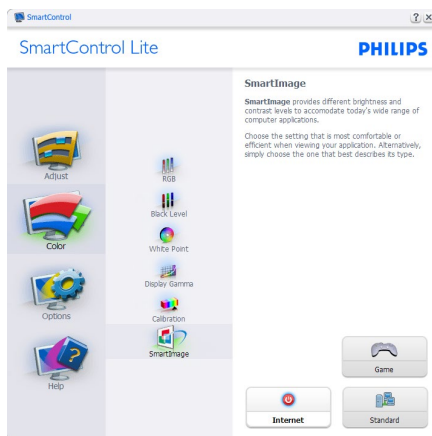 SmartControl
SmartControl Lite
PHILIPS
Adjust
Color
Options
Help
RGB
Black Level
White Point
Display Gamma
Calibration
SmartImage
SmartImage
SmartImage provides different brightness and
contrast levels to accomodate today's wide range of
computer applications.
Choose the setting that is most comfortable or
efficient when viewing your application. Alternatively,
simply choose the one that best describes its type.
Game
Internet
Standard